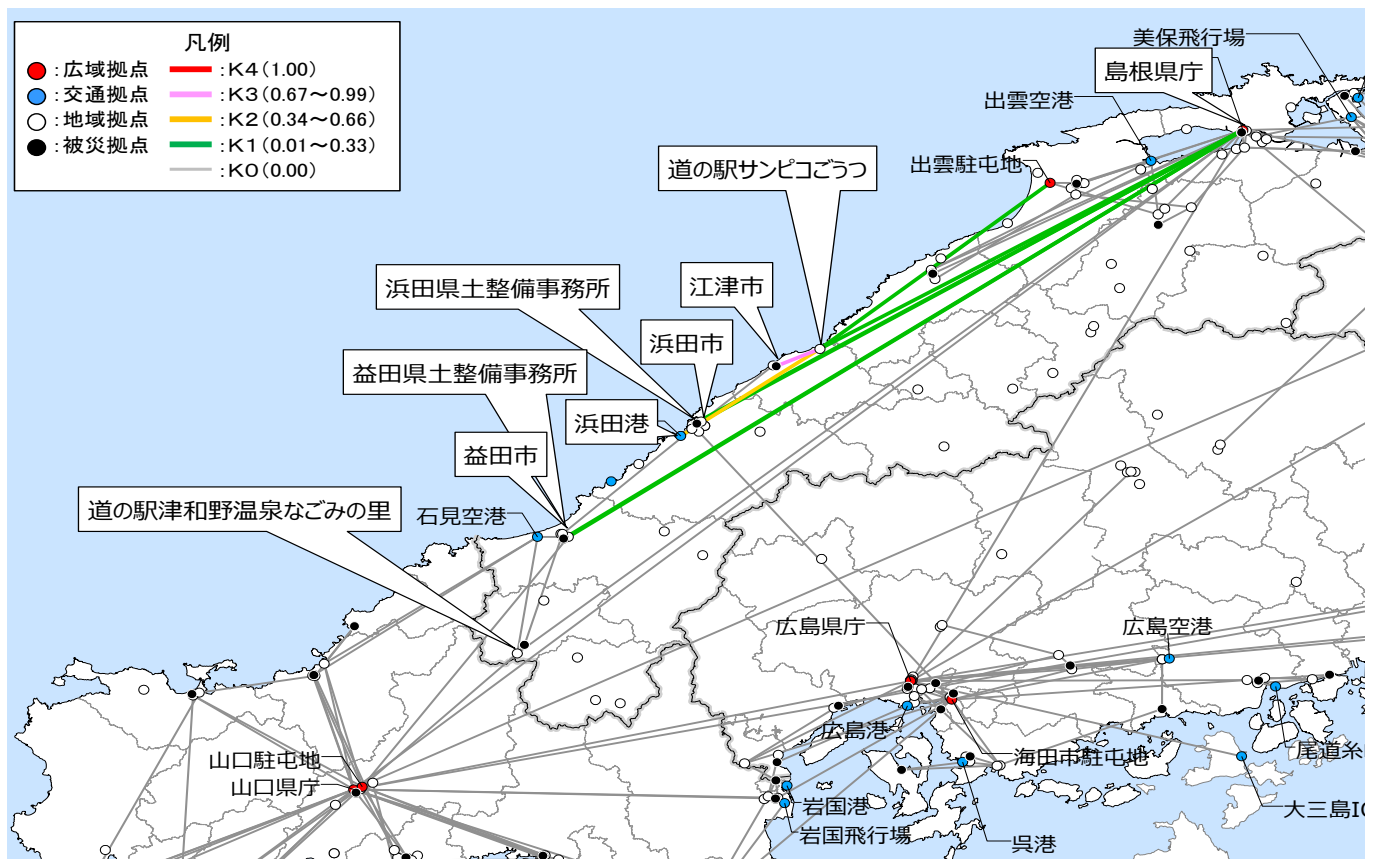 凡例
●:広域拠点
●:交通拠点
○:地域拠点
●:被災拠点
:K4(1.00)
:K3(0.67～0.99)
:K2(0.34～0.66)
:K1(0.01～0.33)
:K0(0.00)
美保飛行場
島根県庁
出雲空港
出雲駐屯地
道の駅サンピコごうつ
江津市
浜田県土整備事務所
浜田市
益田県土整備事務所
浜田港
益田市
道の駅津和野温泉なごみの里
石見空港
広島県庁
広島空港
広島港
海田市駐屯地
尾道糸
山口駐屯地
山口県庁
岩国港
岩国飛行場
呉港
大三島IC